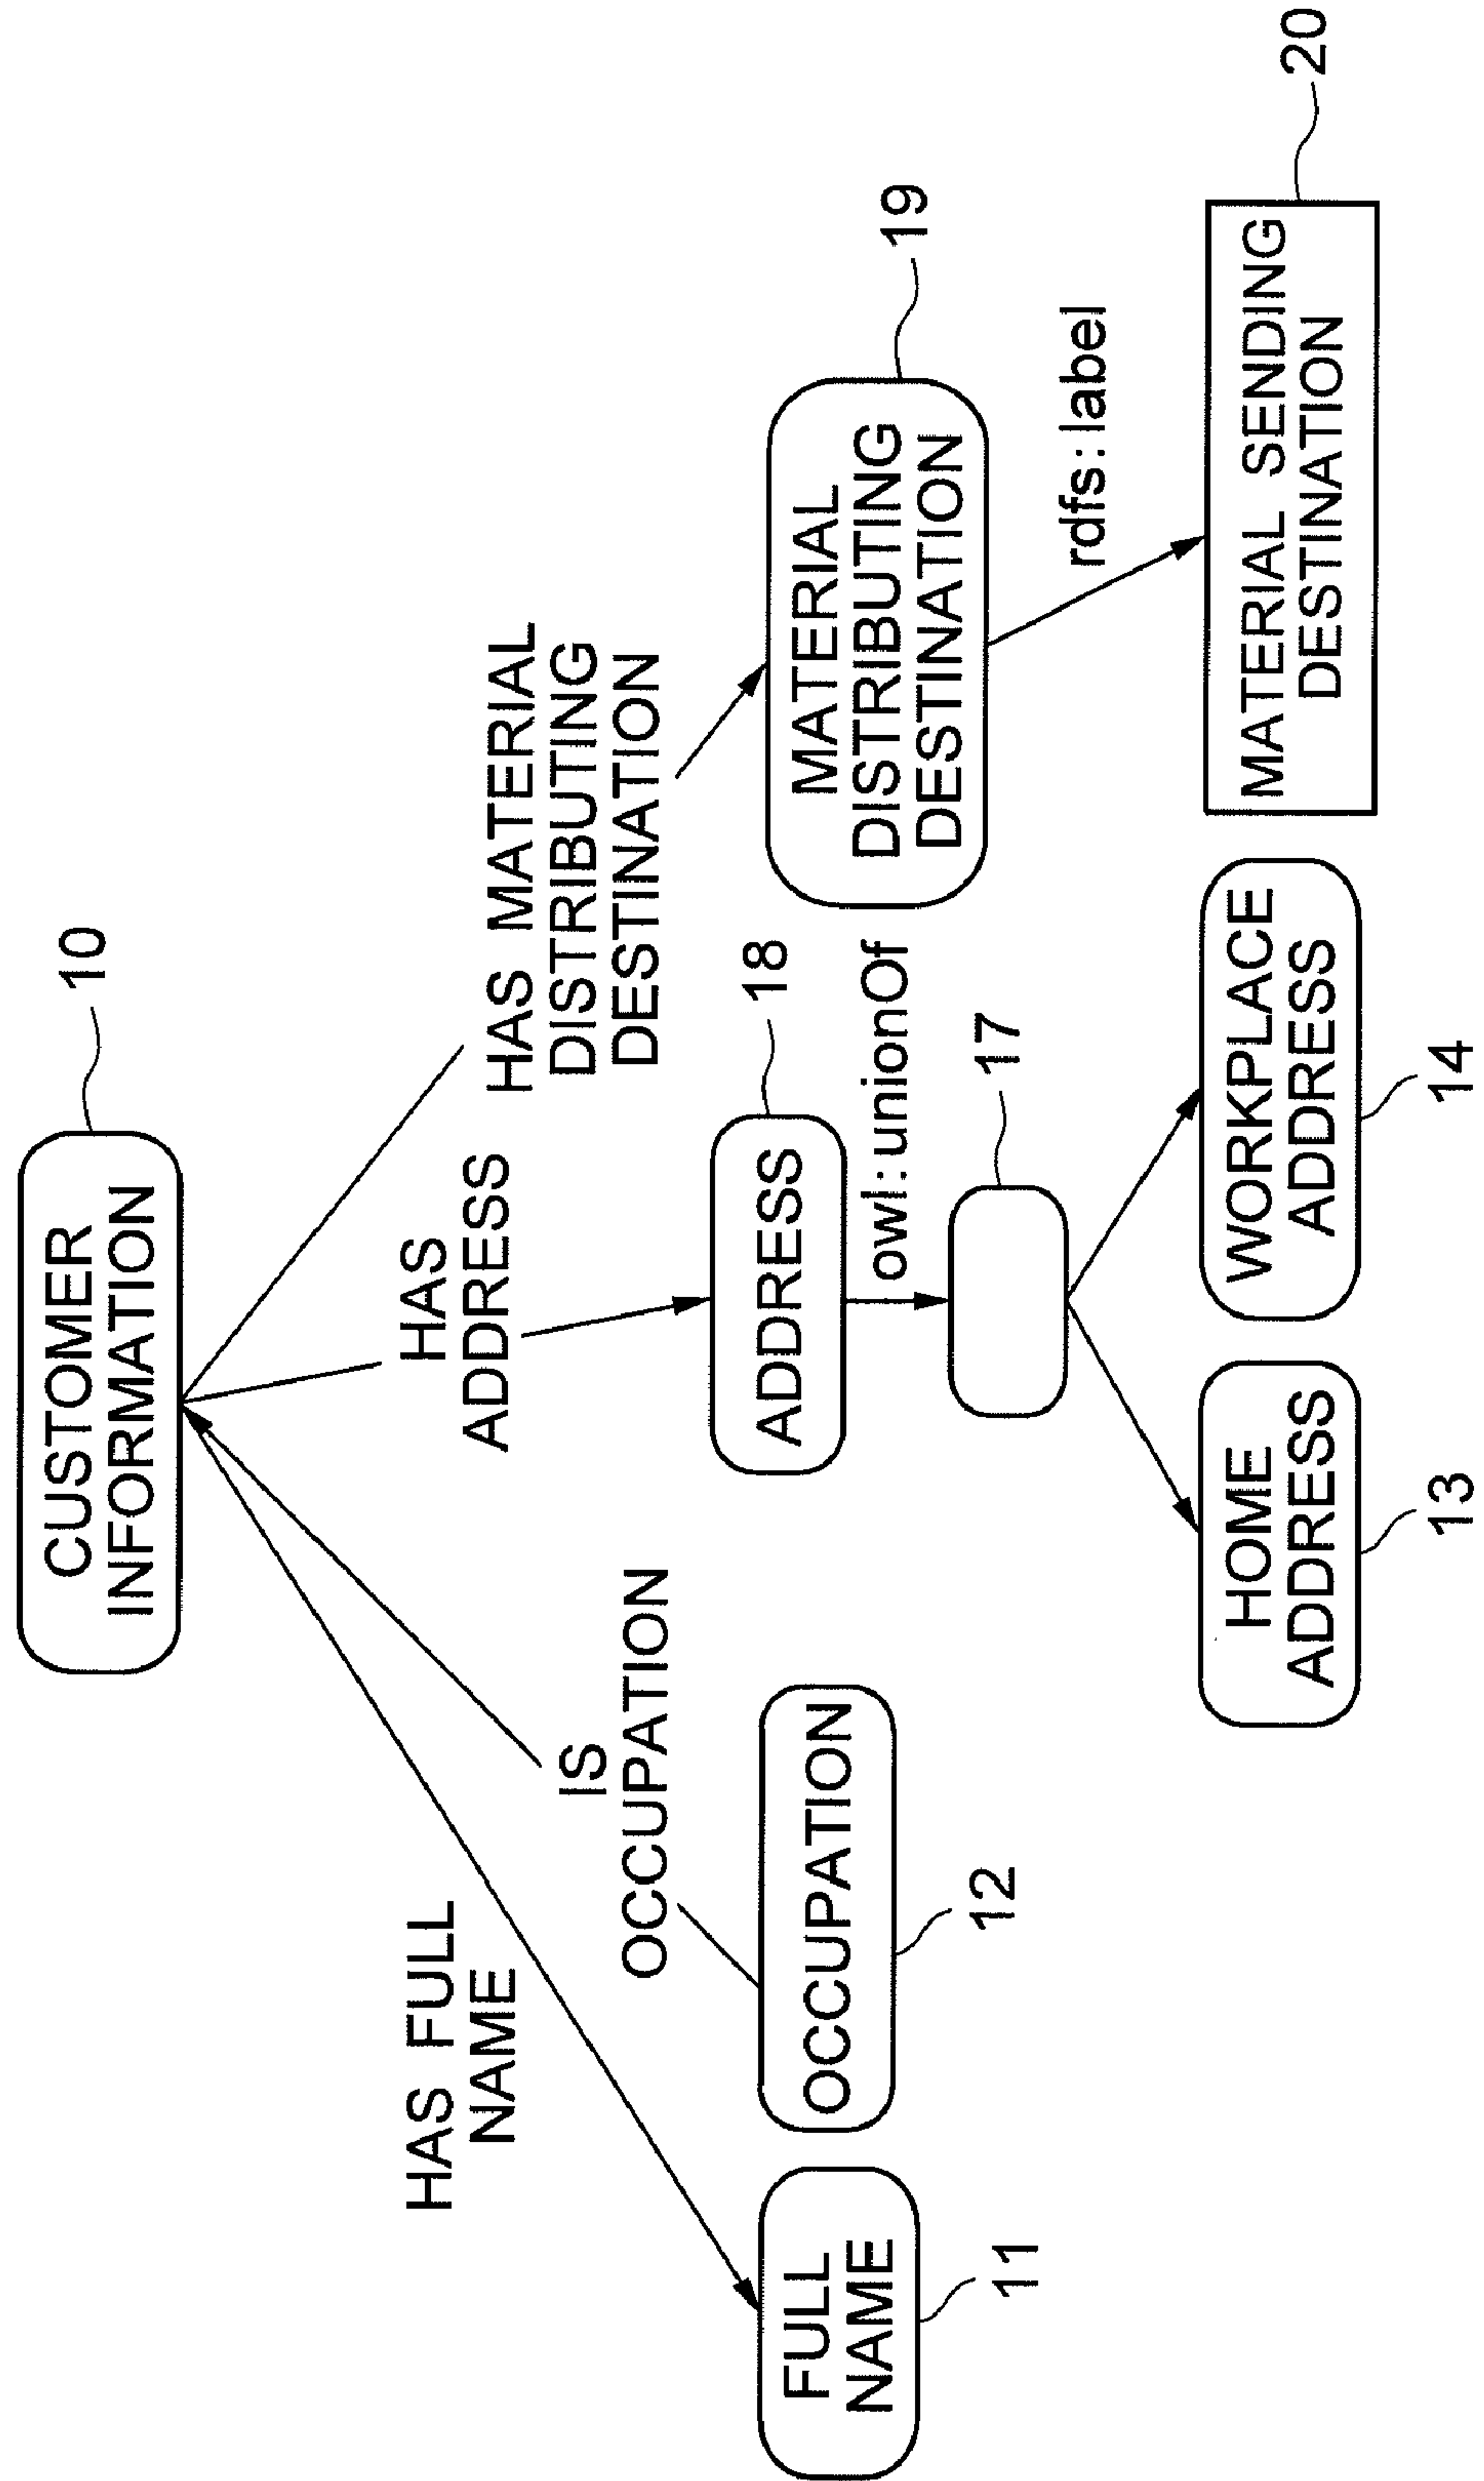 CUSTOMER
INFORMATION
10
HAS FULL
NAME
IS
OCCUPATION
HAS
ADDRESS
HAS MATERIAL
DISTRIBUTING
DESTINATION
FULL
NAME
11
OCCUPATION
12
ADDRESS
18
MATERIAL
DISTRIBUTING
DESTINATION
19
owl::unionOf
17
rdfs::label
HOME
ADDRESS
13
WORKPLACE
ADDRESS
14
MATERIAL SENDING
DESTINATION
20